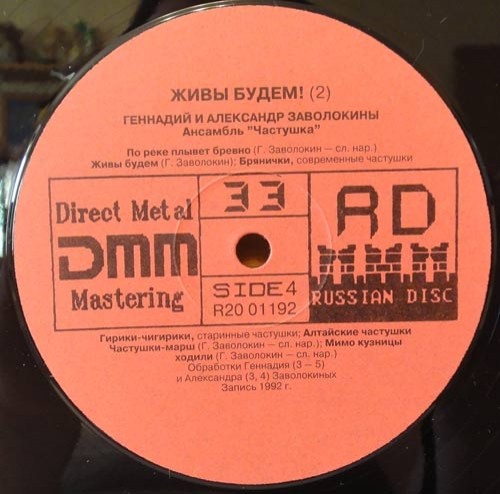 ЖИВЫ БУДЕМ! (2)
ГЕННАДИЙ И АЛЕКСАНДР ЗАВОЛОКИНЫ
Ансамбль "Частушка"
По реке плывет бревно (Г. Заволокин — сл. нар.)
Живы будем (Г. Заволокин); Брянички, современные частушки
Direct Metal
DMM
Mastering
33
SIDE 4
R20 01192
RD
RUSSIAN DISC
Гирики-чигирики, старинные частушки; Алтайские частушки
Частушки-марш (Г. Заволокин — сл. нар.); Мимо кузницы
ходили (Г. Заволокин — сл. нар.)
Обработки Геннадия (3 — 5)
и Александра (3, 4) Заволокиных
Запись 1992 г.